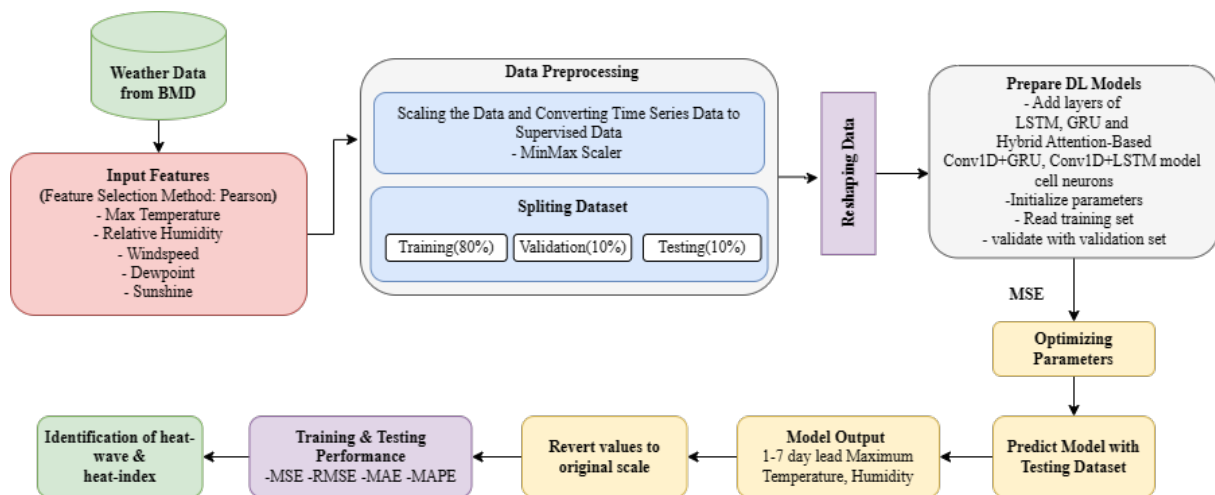 Weather Data
from BMD
Input Features
(Feature Selection Method: Pearson)
- Max Temperature
- Relative Humidity
- Windspeed
- Dewpoint
- Sunshine
Data Preprocessing
Scaling the Data and Converting Time Series Data to
Supervised Data
- MinMax Scaler
Spliting Dataset
Training(80%)
Validation(10%)
Testing(10%)
Reshaping Data
Prepare DL Models
- Add layers of
LSTM, GRU and
Hybrid Attention-Based
Conv1D+GRU, Conv1D+LSTM model
cell neurons
-Initialize parameters
- Read training set
- validate with validation set
MSE
Optimizing
Parameters
Predict Model with
Testing Dataset
Model Output
1-7 day lead Maximum
Temperature, Humidity
Revert values to
original scale
Training & Testing
Performance
-MSE -RMSE -MAE -MAPE
Identification of heat-
wave &
heat-index